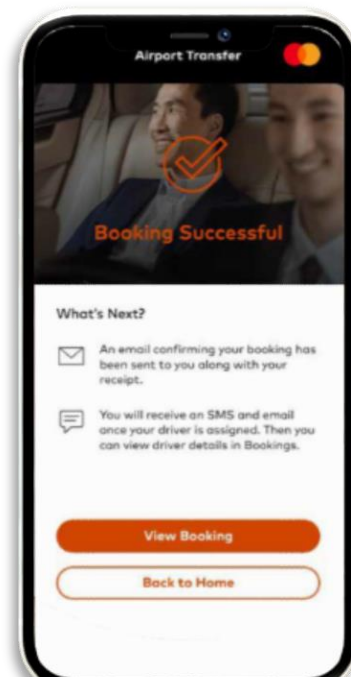 Airport Transfer
Booking Successful
What's Next?
An email confirming your booking has
been sent to you along with your
receipt.
You will receive an SMS and email
once your driver is assigned. Then you
can view driver details in Bookings.
View Booking
Back to Home